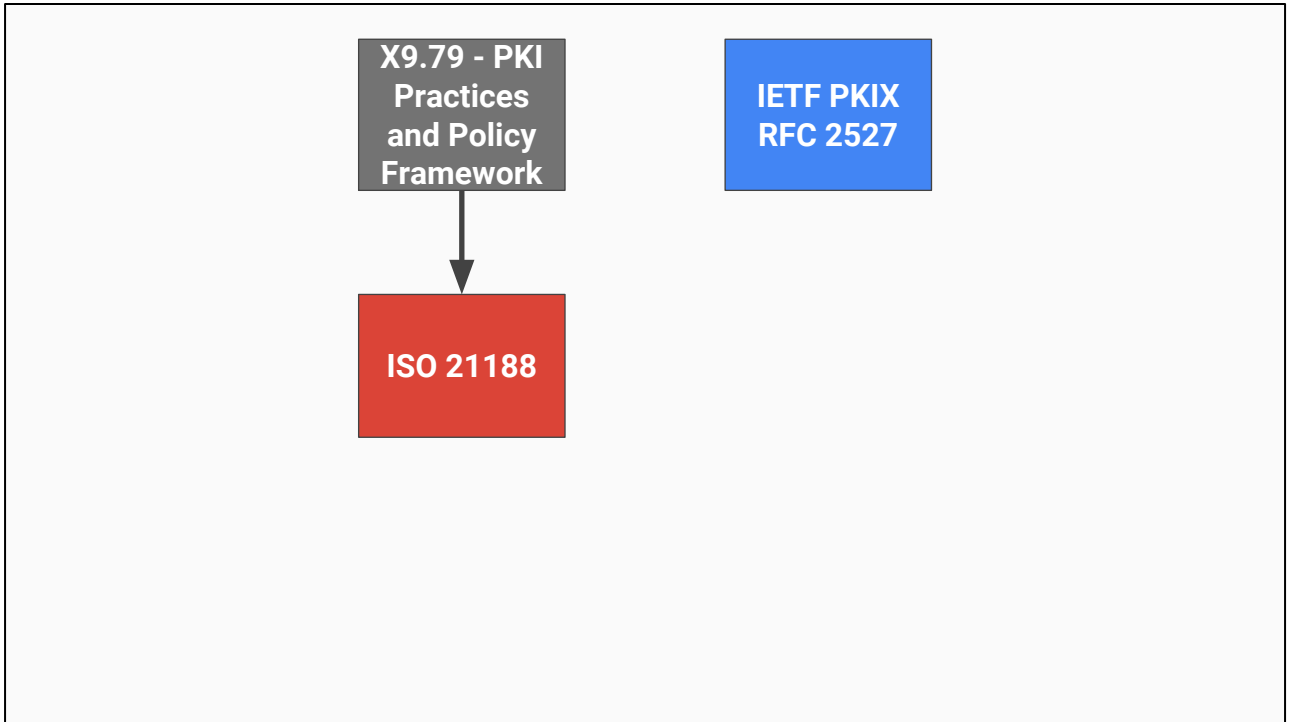 X9.79 - PKI
Practices
and Policy
Framework
IETF PKIX
RFC 2527
ISO 21188